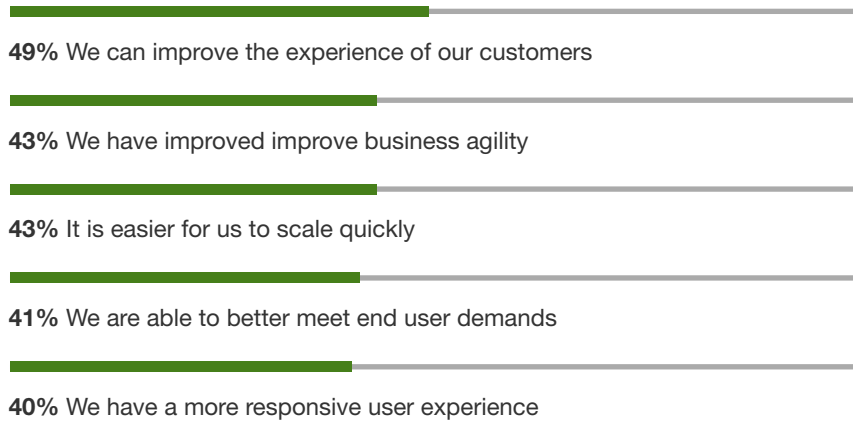 49% We can improve the experience of our customers
43% We have improved improve business agility
43% It is easier for us to scale quickly
41% We are able to better meet end user demands
40% We have a more responsive user experience